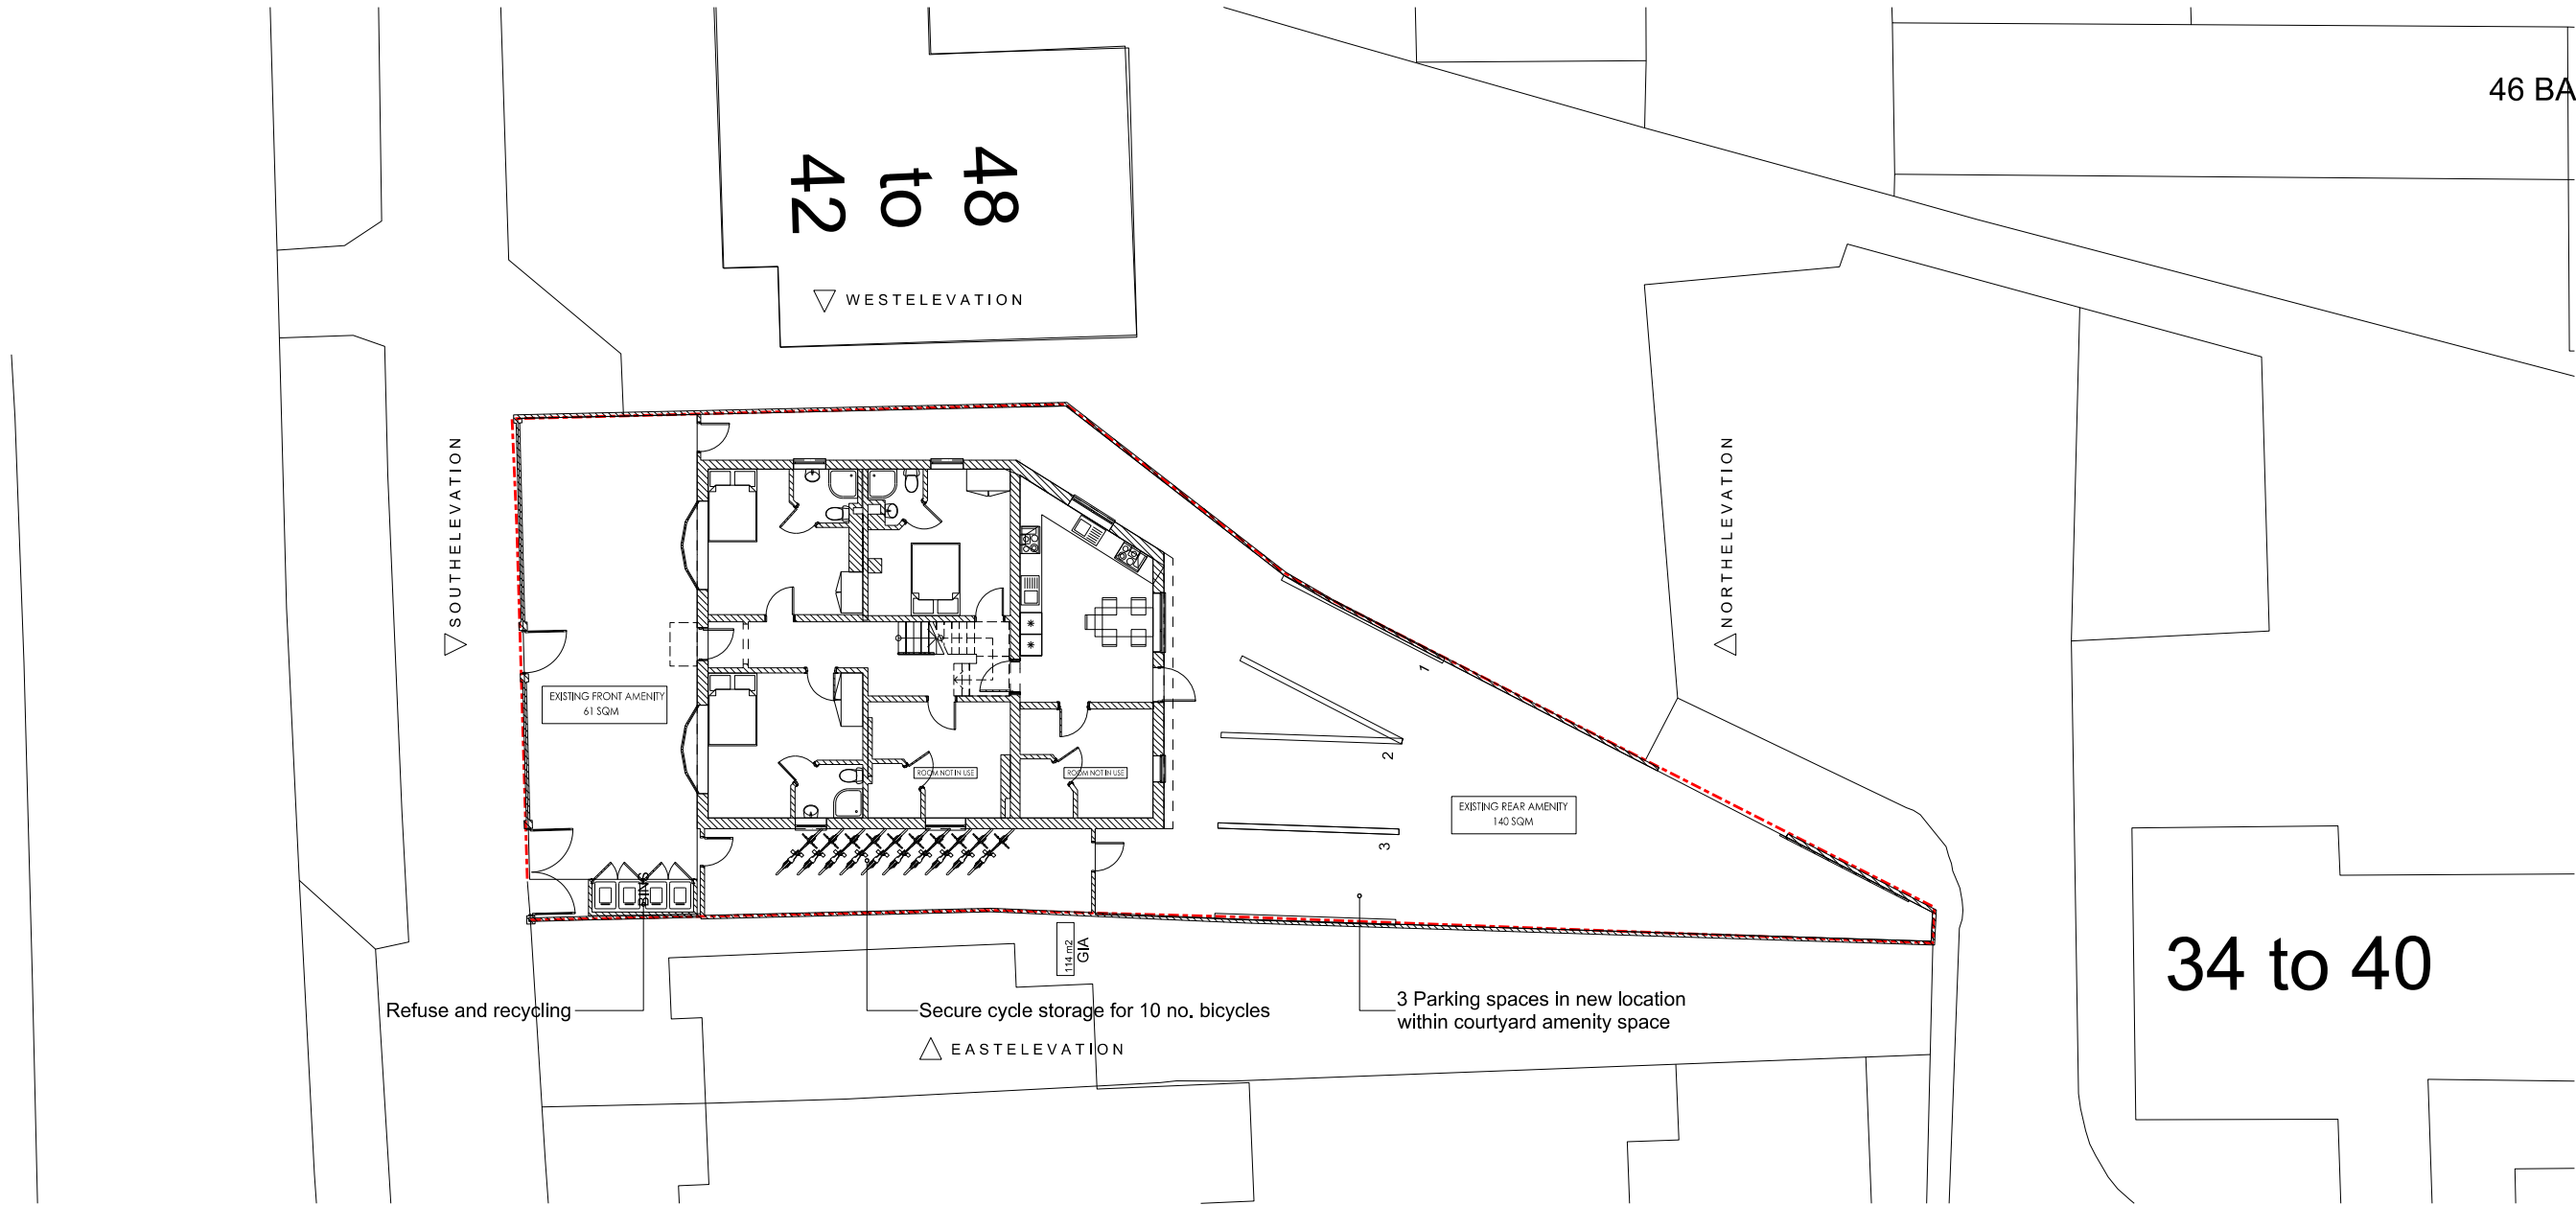 46 BA
48
to
42
WESTELEVATION
SOUTHELEVATION
NORTHELEVATION
EXISTING FRONT AMENITY
61 SQM
ROOM NOT IN USE
ROOM NOT IN USE
1
2
3
EXISTING REAR AMENITY
140 SQM
BINS
114 m2
GIA
34 to 40
Refuse and recycling
Secure cycle storage for 10 no. bicycles
3 Parking spaces in new location
within courtyard amenity space
EASTELEVATION